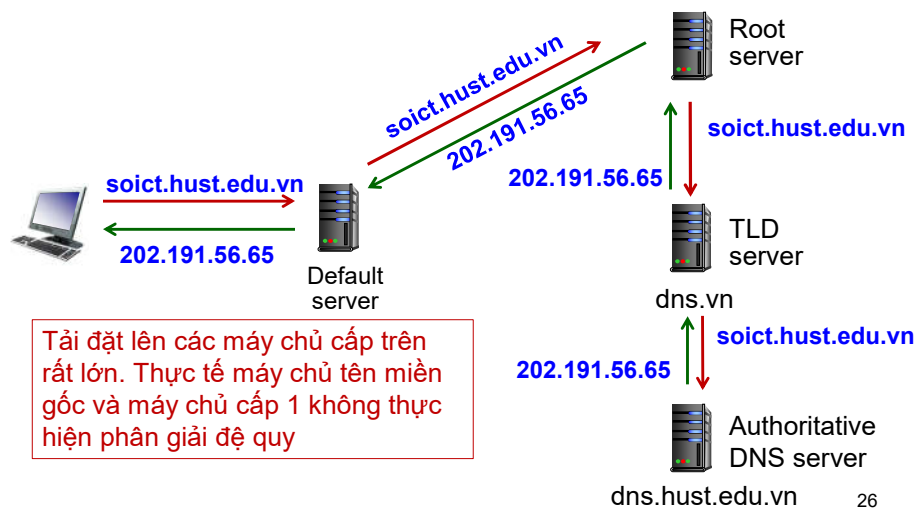 Root
server
soict.hust.edu.vn
202.191.56.65
soict.hust.edu.vn
202.191.56.65
soict.hust.edu.vn
202.191.56.65
Default
server
TLD
server
dns.vn
soict.hust.edu.vn
202.191.56.65
Tải đặt lên các máy chủ cấp trên
rất lớn. Thực tế máy chủ tên miền
gốc và máy chủ cấp 1 không thực
hiện phân giải đệ quy
Authoritative
DNS server
dns.hust.edu.vn
26